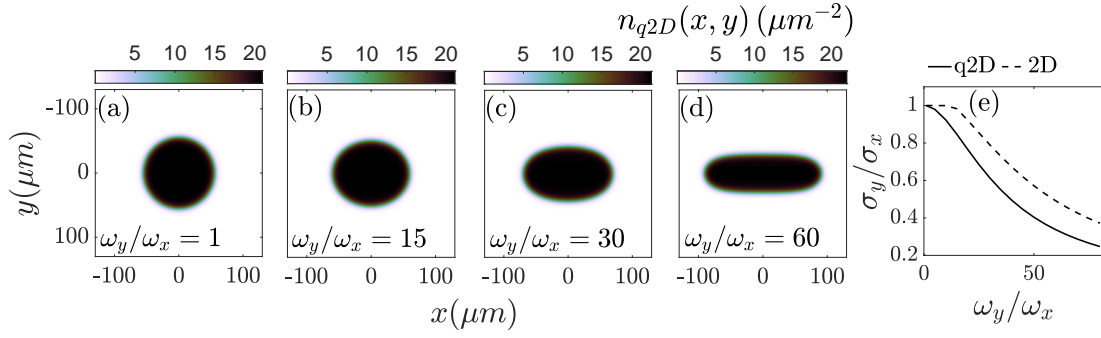 n_{q2D}(x, y) (μm^{-2})
5 10 15 20
5 10 15 20
5 10 15 20
5 10 15 20
q2D 2D
(a)
(b)
(c)
(d)
(e)
-100
0
100
y(μm)
ω_y/ω_x = 1
ω_y/ω_x = 15
ω_y/ω_x = 30
ω_y/ω_x = 60
-100 0 100
-100 0 100
-100 0 100
-100 0 100
x(μm)
1
0.8
0.6
0.4
0.2
σ_y/σ_x
0 50
ω_y/ω_x